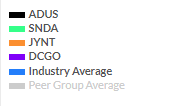 ADUS
SNDA
JYNT
DCGO
Industry Average
Peer Group Average